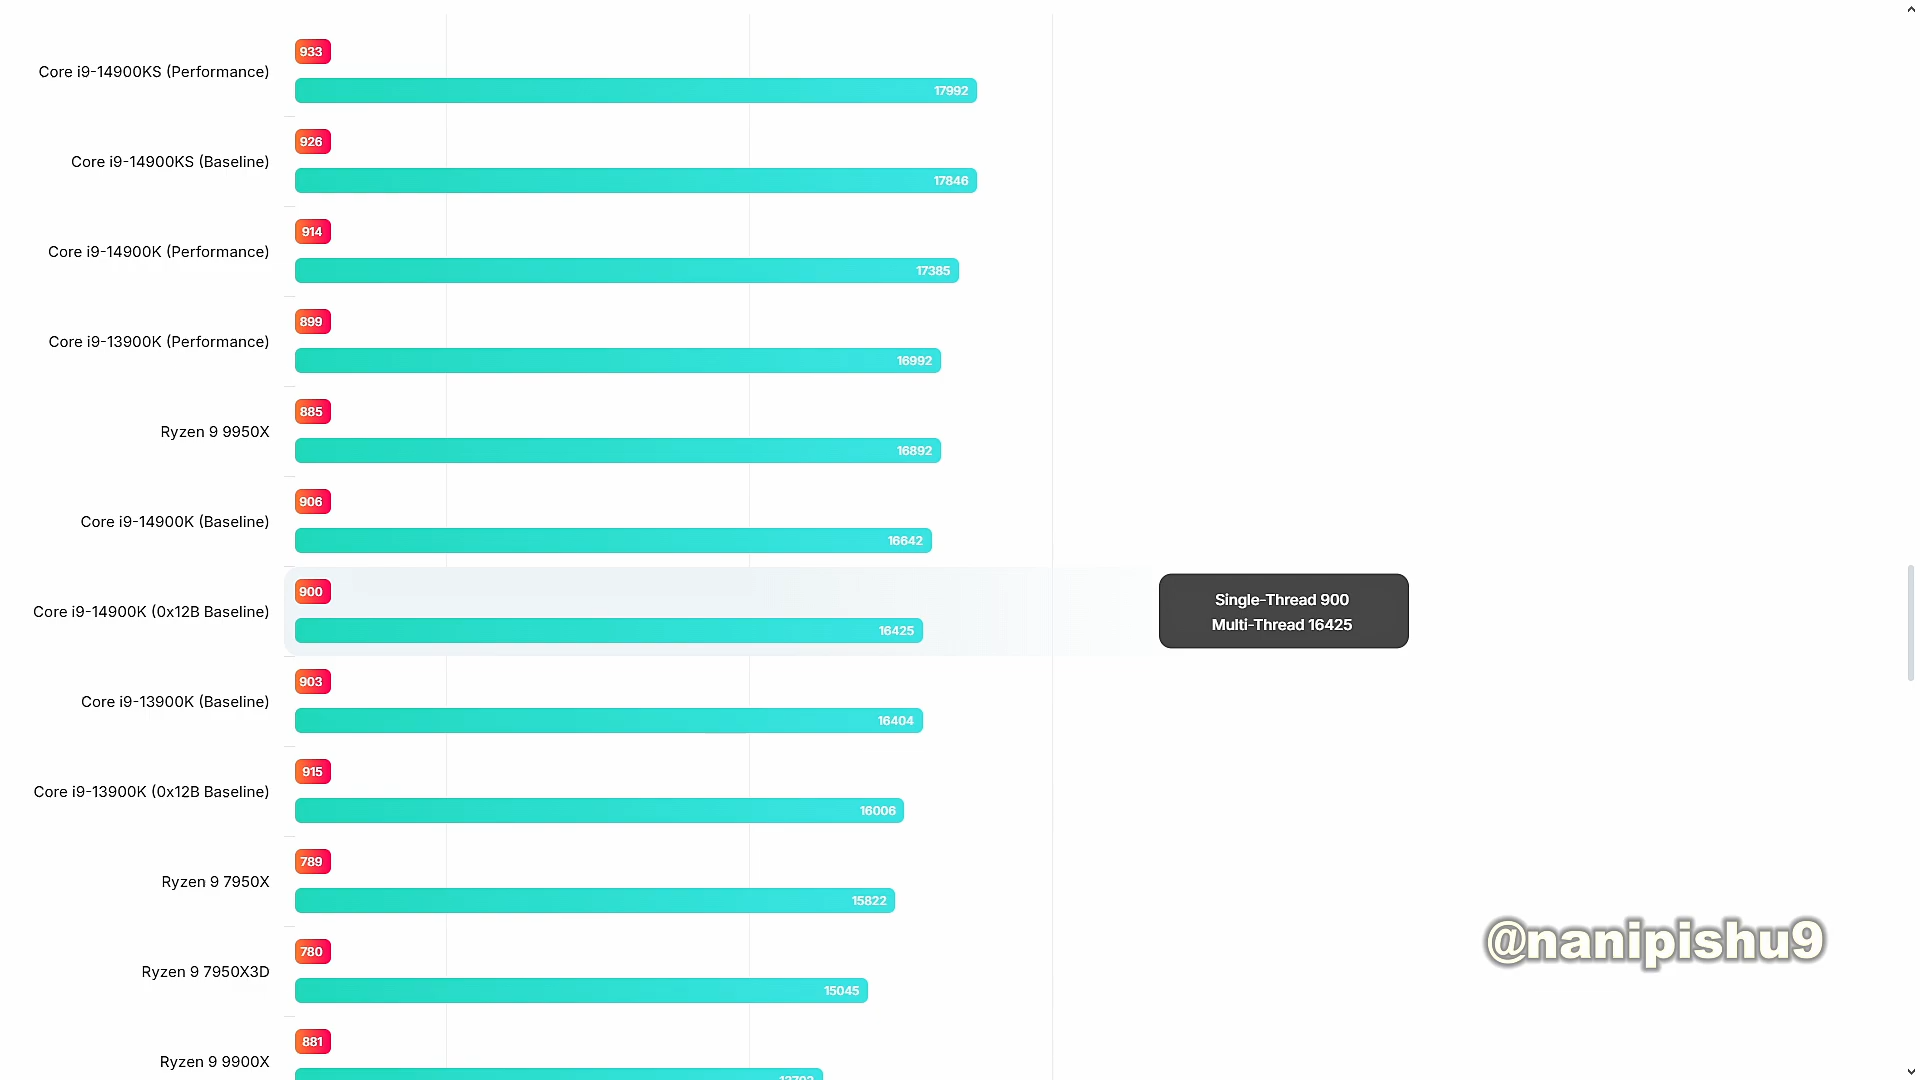 933
Core i9-14900KS (Performance)
17992
926
Core i9-14900KS (Baseline)
17846
914
Core i9-14900K (Performance)
17385
899
Core i9-13900K (Performance)
16992
885
Ryzen 9 9950X
16892
906
Core i9-14900K (Baseline)
16642
900
Core i9-14900K (0x12B Baseline)
16425
Single-Thread 900
Multi-Thread 16425
903
Core i9-13900K (Baseline)
16404
915
Core i9-13900K (0x12B Baseline)
16006
789
Ryzen 9 7950X
15822
780
Ryzen 9 7950X3D
15045
881
Ryzen 9 9900X
@nanipishu9